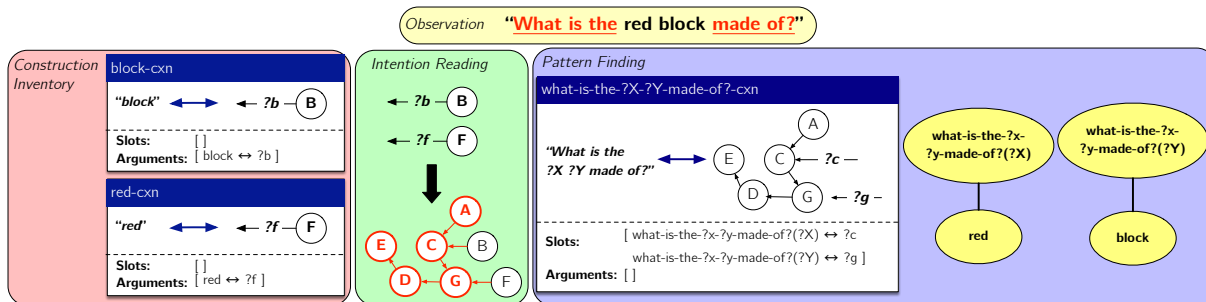 Observation “What is the red block made of?”
Construction
Inventory
block-cxn
“block” ?b B
Slots: [ ]
Arguments: [ block ↔ ?b ]
red-cxn
“red” ?f F
Slots: [ ]
Arguments: [ red ↔ ?f ]
Intention Reading
?b B
?f F
A
E C B
D G F
Pattern Finding
what-is-the-?X-?Y-made-of?-cxn
“What is the
?X ?Y made of?”
A
E C ?c
D G ?g
Slots: [ what-is-the-?x-?y-made-of?(?X) ↔ ?c
what-is-the-?x-?y-made-of?(?Y) ↔ ?g ]
Arguments: [ ]
what-is-the-?x-
?y-made-of?(?X)
red
what-is-the-?x-
?y-made-of?(?Y)
block